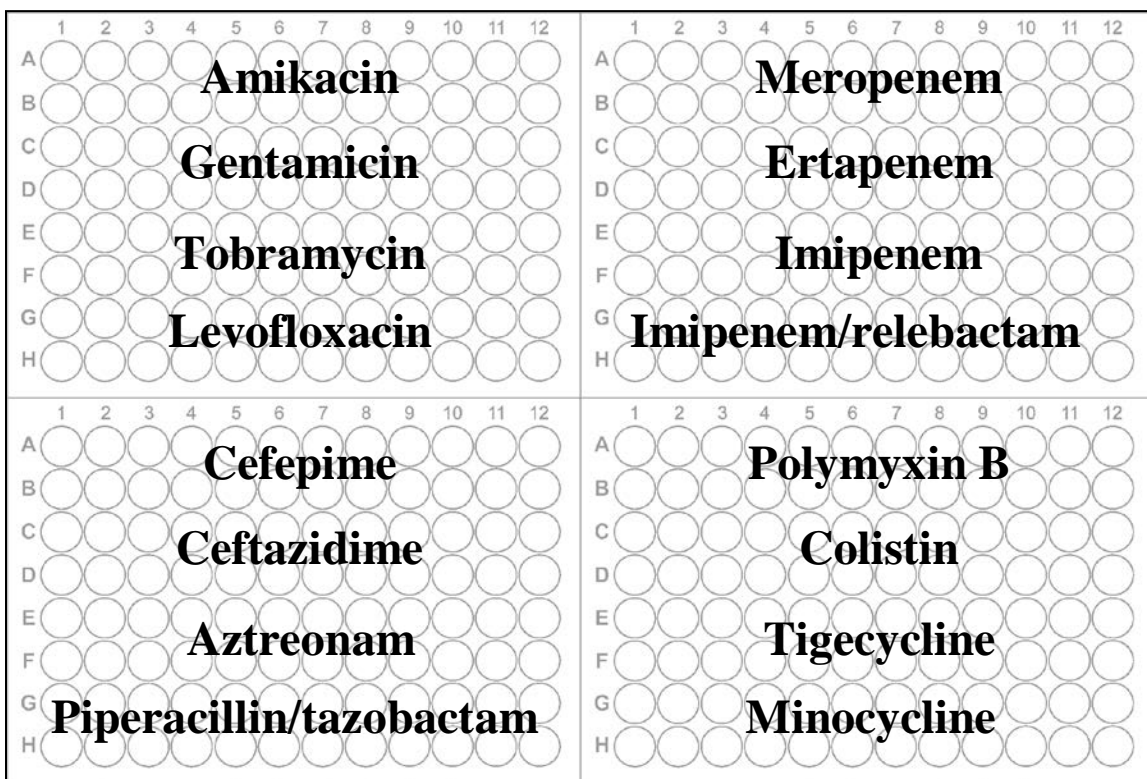 1 2 3 4 5 6 7 8 9 10 11 12
A
Amikacin
B
C
Gentamicin
D
E
Tobramycin
F
G
Levofloxacin
H
1 2 3 4 5 6 7 8 9 10 11 12
A
Meropenem
B
C
Ertapenem
D
E
Imipenem
F
G
Imipenem/relebactam
H
1 2 3 4 5 6 7 8 9 10 11 12
A
Cefepime
B
C
Ceftazidime
D
E
Aztreonam
F
G
Piperacillin/tazobactam
H
1 2 3 4 5 6 7 8 9 10 11 12
A
Polymyxin B
B
C
Colistin
D
E
Tigecycline
F
G
Minocycline
H